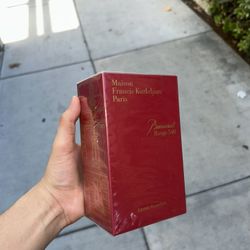 Maison
Francis Kurkdjian
Paris
Baccarat
Rouge 540